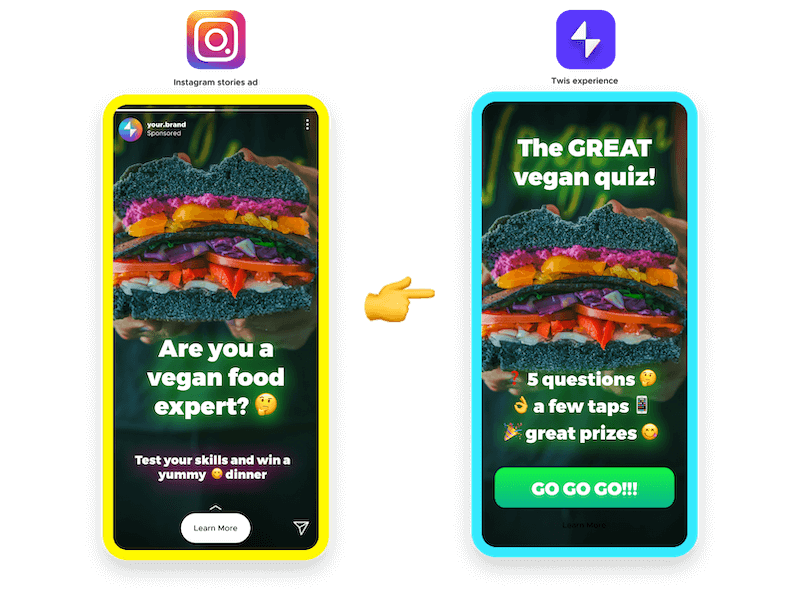 Instagram stories ad
your.brand
Sponsored
Are you a
vegan food
expert? 🤔
Test your skills and win a
yummy 😋 dinner
Learn More
Twis experience
The GREAT
vegan quiz!
❓ 5 questions 🤔
👌 a few taps 📱
🎉 great prizes 😋
GO GO GO!!!
Learn More